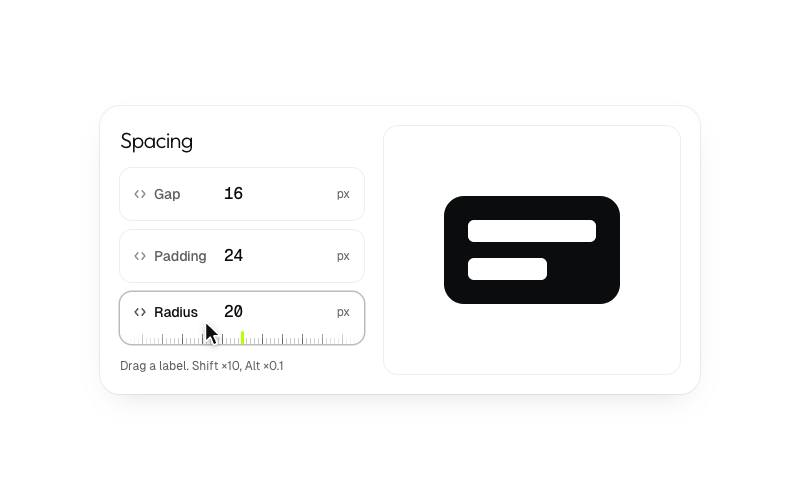 Spacing
Gap 16 px
Padding 24 px
Radius 20 px
Drag a label. Shift ×10, Alt ×0.1